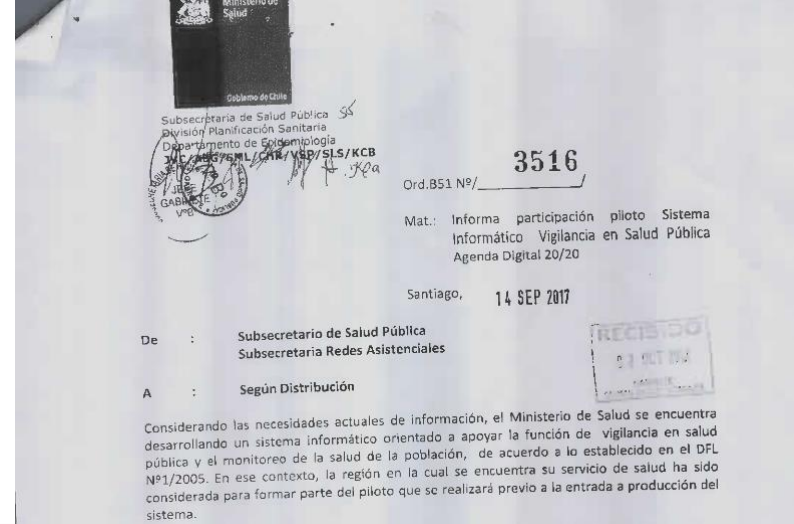 Ministerio de
Salud
Gobierno de Chile
Subsecretaria de Salud Pública
División Planificación Sanitaria
Departamento de Epidemiología
/SLS/KCB
GABINETE
VºB
Ord.B51 Nº/ 3516 /
Mat.: Informa participación piloto Sistema
Informático Vigilancia en Salud Pública
Agenda Digital 20/20
Santiago, 14 SEP 2017
De : Subsecretario de Salud Pública
Subsecretaria Redes Asistenciales
RECIBIDO
A : Según Distribución
Considerando las necesidades actuales de información, el Ministerio de Salud se encuentra
desarrollando un sistema informático orientado a apoyar la función de vigilancia en salud
pública y el monitoreo de la salud de la población, de acuerdo a lo establecido en el DFL
Nº1/2005. En ese contexto, la región en la cual se encuentra su servicio de salud ha sido
considerada para formar parte del piloto que se realizará previo a la entrada a producción del
sistema.